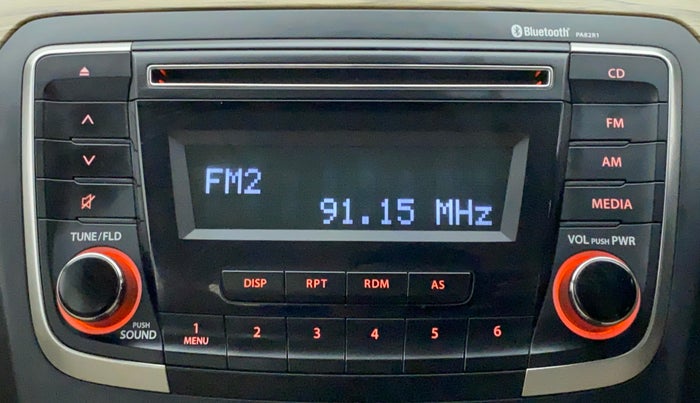 Bluetooth PA8291
CD
FM
AM
MEDIA
FM2
91.15 MHz
TUNE/FLD
VOL PUSH PWR
DISP RPT RDM AS
PUSH
SOUND
1 2 3 4 5 6
MENU